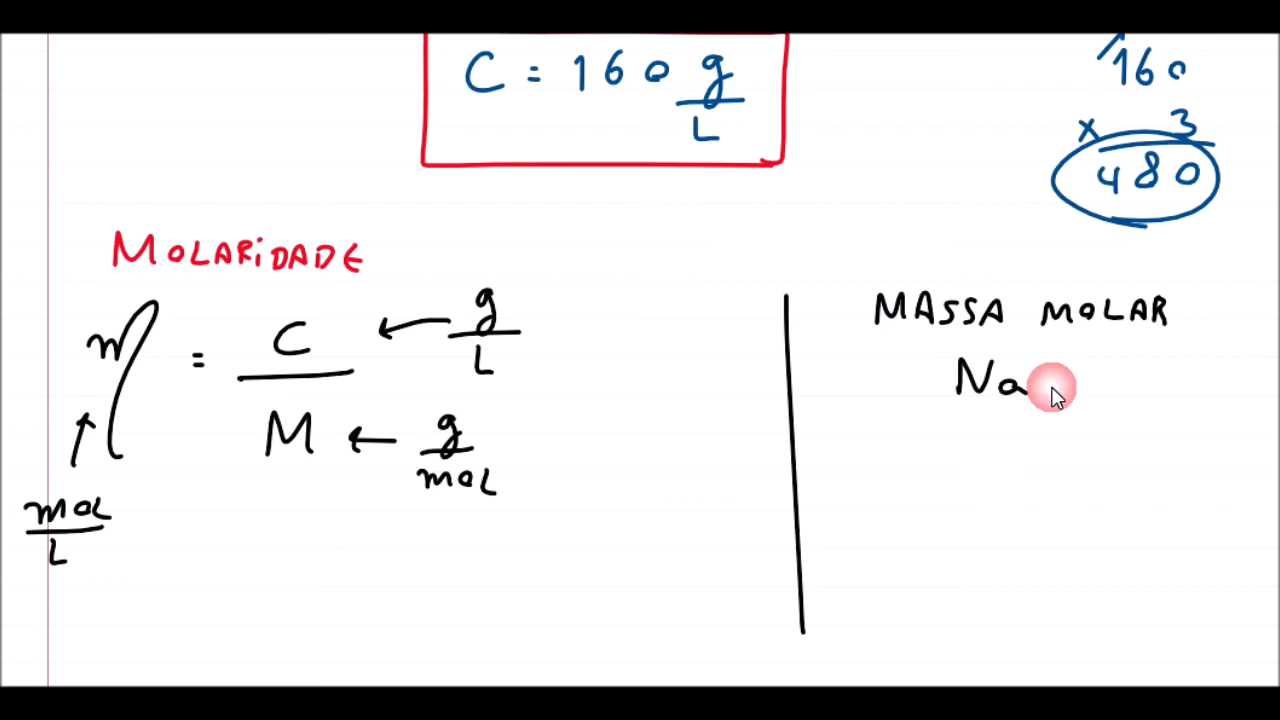 C = 160 g/L
160
x 3
480
MOLARIDADE
m = C/M
g/L
g/mol
mol/L
MASSA MOLAR
Na